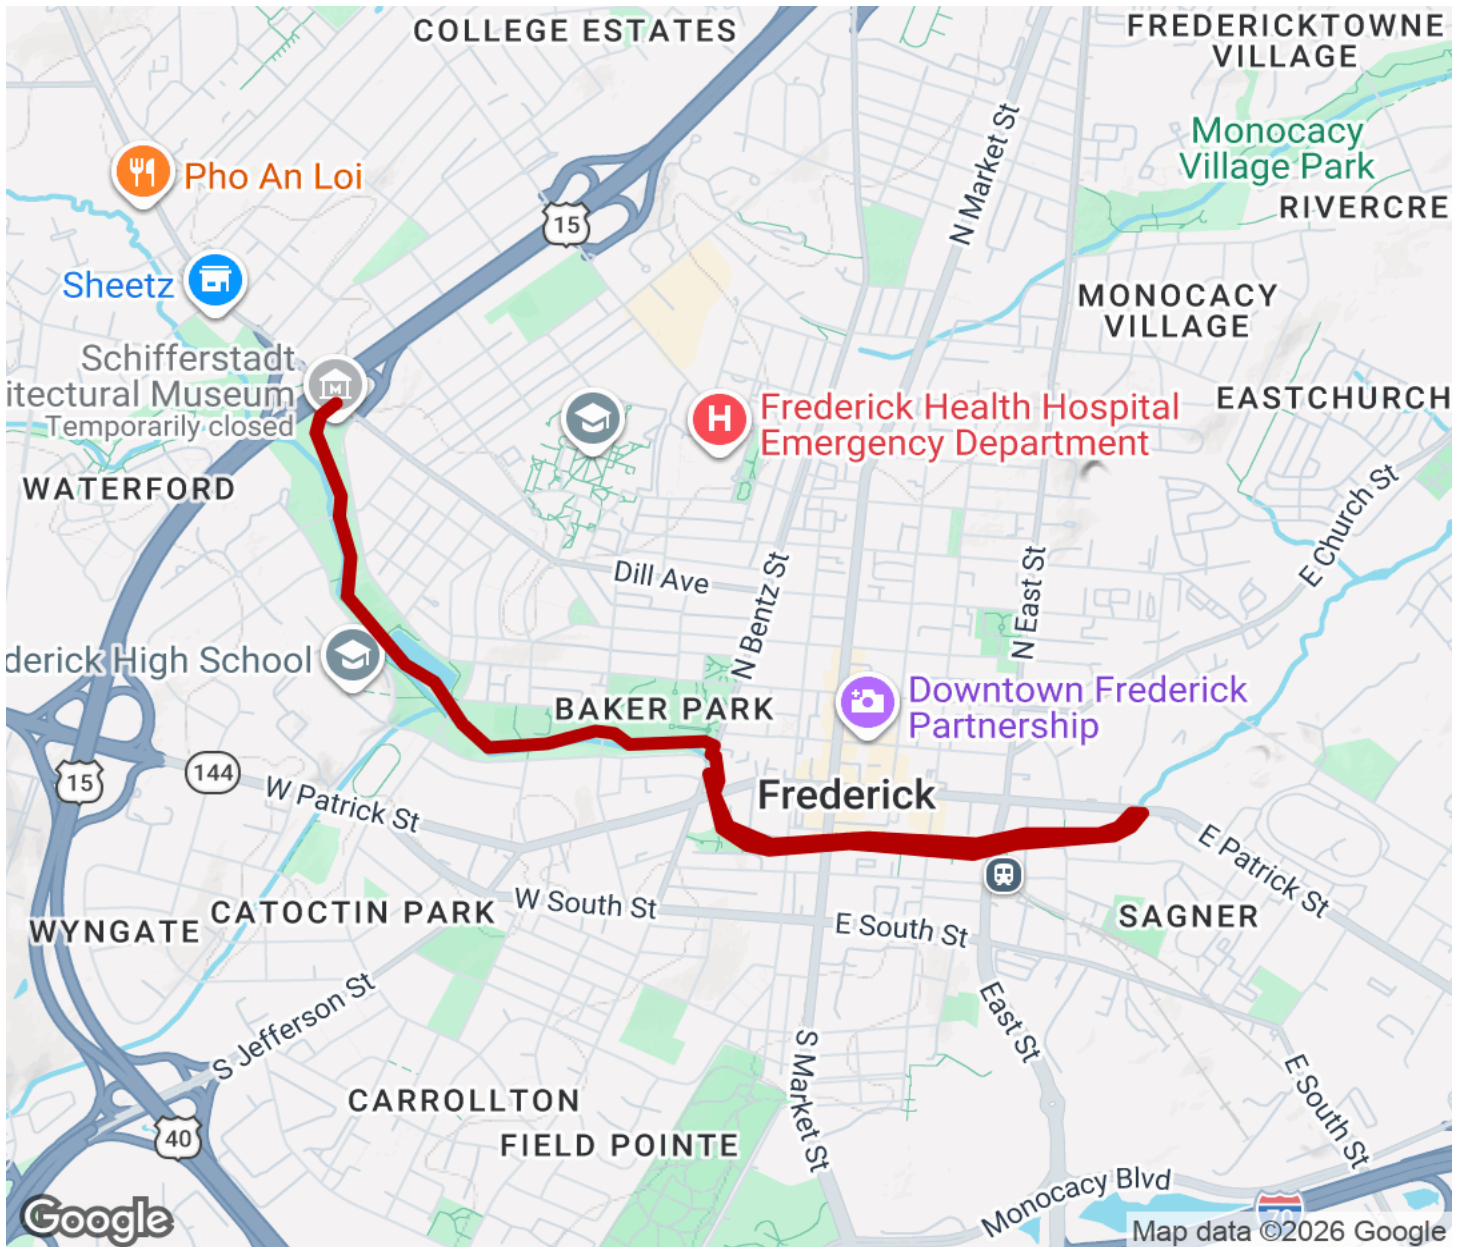 COLLEGE ESTATES
FREDERICKTOWNE
VILLAGE
Monocacy
Village Park
RIVERCRE
Pho An Loi
N Market St
15
Sheetz
MONOCACY
VILLAGE
Schifferstadt
itectural Museum
Temporarily closed
M
H
Frederick Health Hospital
Emergency Department
EASTCHURCH
WATERFORD
E Church St
Dill Ave
N Bentz St
N East St
derick High School
BAKER PARK
Downtown Frederick
Partnership
15
144
W Patrick St
Frederick
E Patrick St
W South St
E South St
SAGNER
WYNGATE
CATOCTIN PARK
S Jefferson St
East St
S Market St
E South St
CARROLLTON
FIELD POINTE
40
Monocacy Blvd
70
Google
Map data ©2026 Google